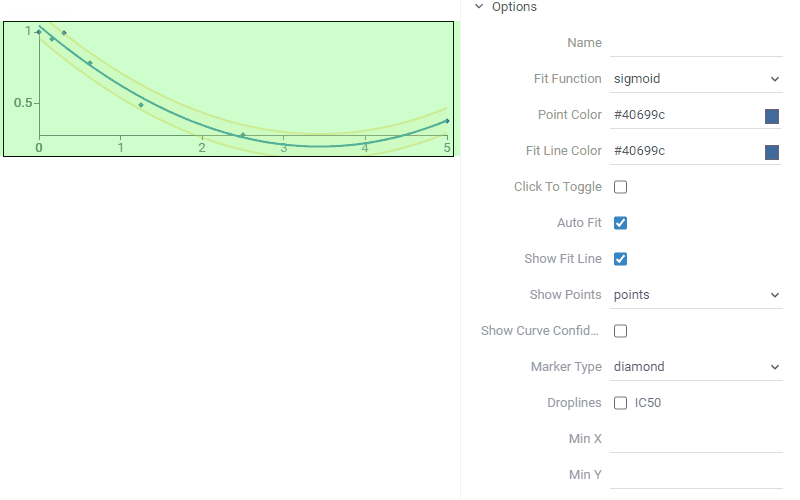 Options
1
0.5
0 1 2 3 4 5
Name
Fit Function sigmoid
Point Color #40699c
Fit Line Color #40699c
Click To Toggle
Auto Fit
Show Fit Line
Show Points points
Show Curve Confid...
Marker Type diamond
Droplines IC50
Min X
Min Y